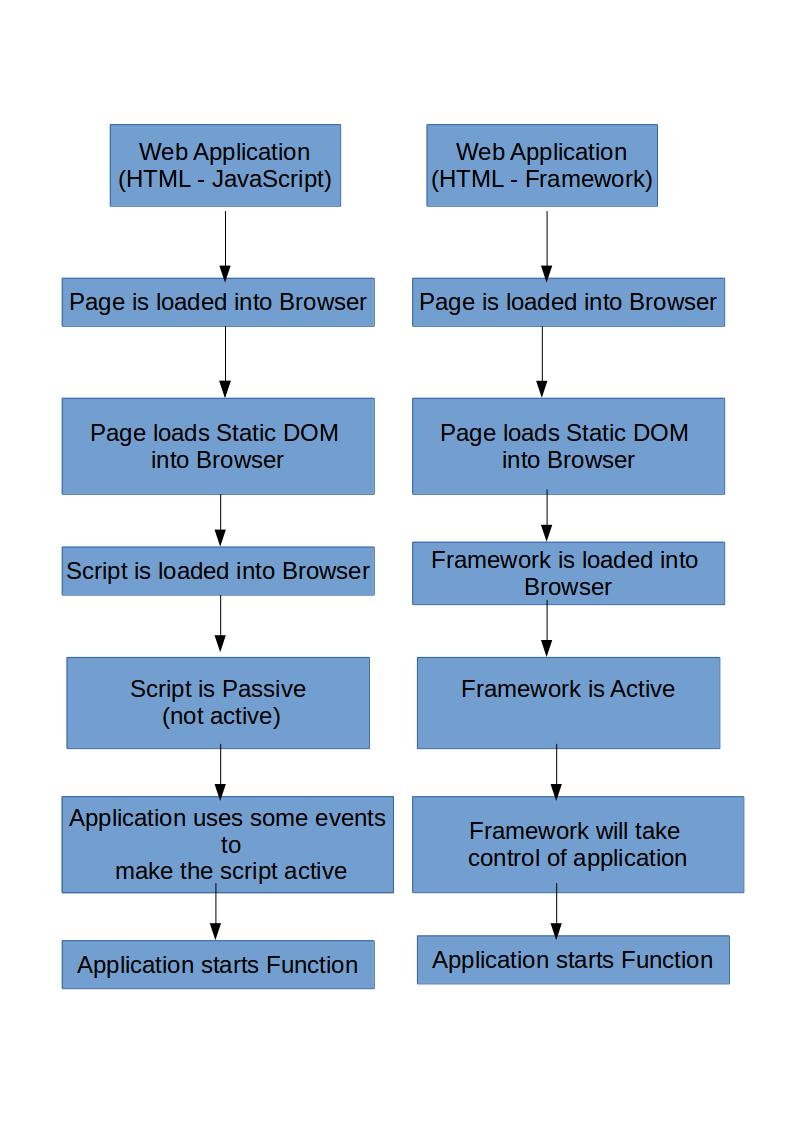 Web Application
(HTML - JavaScript)
Page is loaded into Browser
Page loads Static DOM
into Browser
Script is loaded into Browser
Script is Passive
(not active)
Application uses some events
to
make the script active
Application starts Function
Web Application
(HTML - Framework)
Page is loaded into Browser
Page loads Static DOM
into Browser
Framework is loaded into
Browser
Framework is Active
Framework will take
control of application
Application starts Function